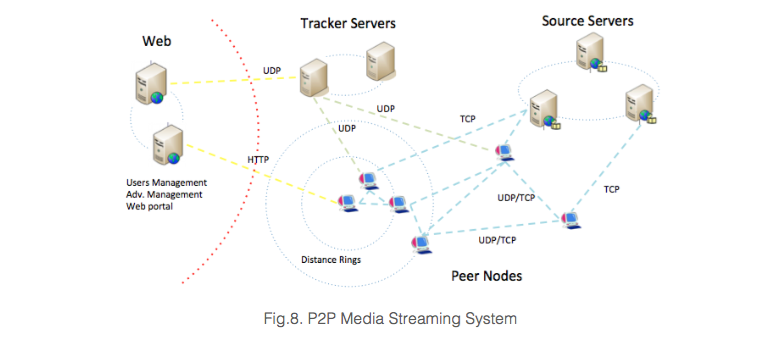 Web
Tracker Servers
Source Servers
UDP
UDP
UDP
TCP
HTTP
Users Management
Adv. Management
Web portal
UDP/TCP
TCP
UDP/TCP
Distance Rings
Peer Nodes
Fig.8. P2P Media Streaming System